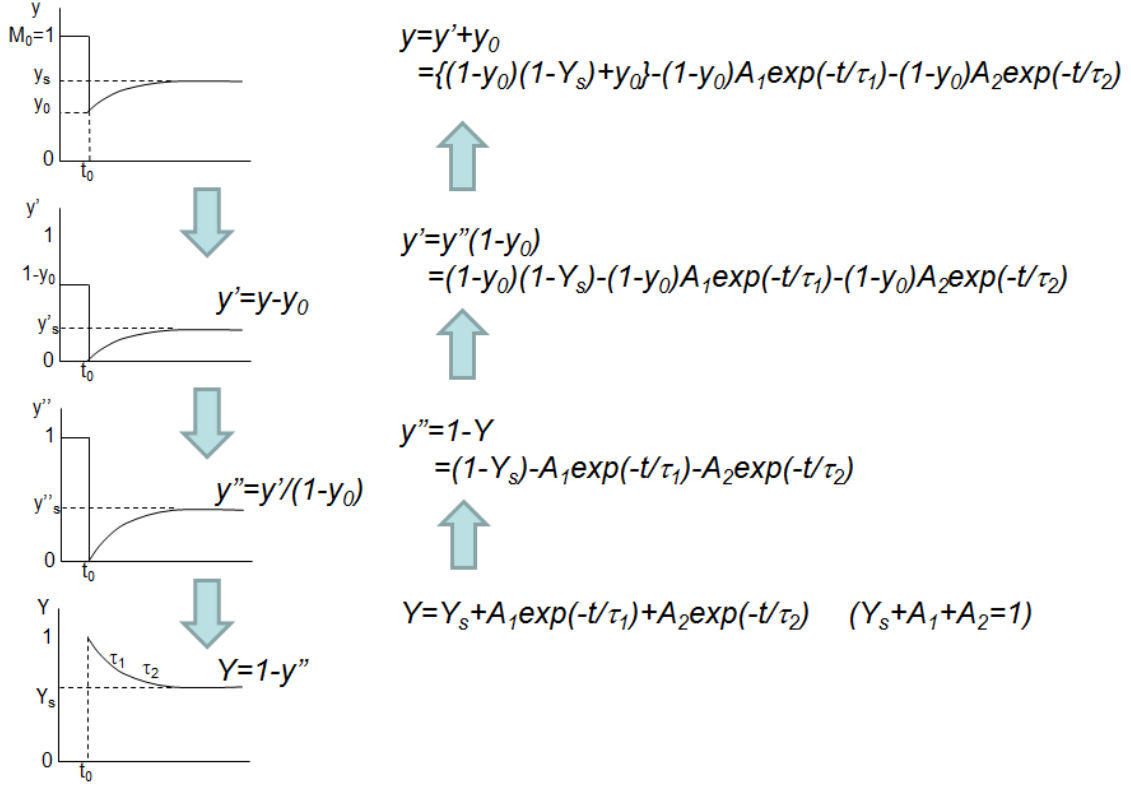 y
M₀=1
yₛ
y₀
0
t₀
y=y'+y₀
={(1-y₀)(1-Yₛ)+y₀}-(1-y₀)A₁exp(-t/τ₁)-(1-y₀)A₂exp(-t/τ₂)
y'
1
1-y₀
y'ₛ
0
t₀
y'=y-y₀
y'=y”(1-y₀)
=(1-y₀)(1-Yₛ)-(1-y₀)A₁exp(-t/τ₁)-(1-y₀)A₂exp(-t/τ₂)
y''
1
y''ₛ
0
t₀
y”=y'/(1-y₀)
y”=1-Y
=(1-Yₛ)-A₁exp(-t/τ₁)-A₂exp(-t/τ₂)
Y
1
τ₁
τ₂
Yₛ
0
t₀
Y=1-y”
Y=Yₛ+A₁exp(-t/τ₁)+A₂exp(-t/τ₂) (Yₛ+A₁+A₂=1)